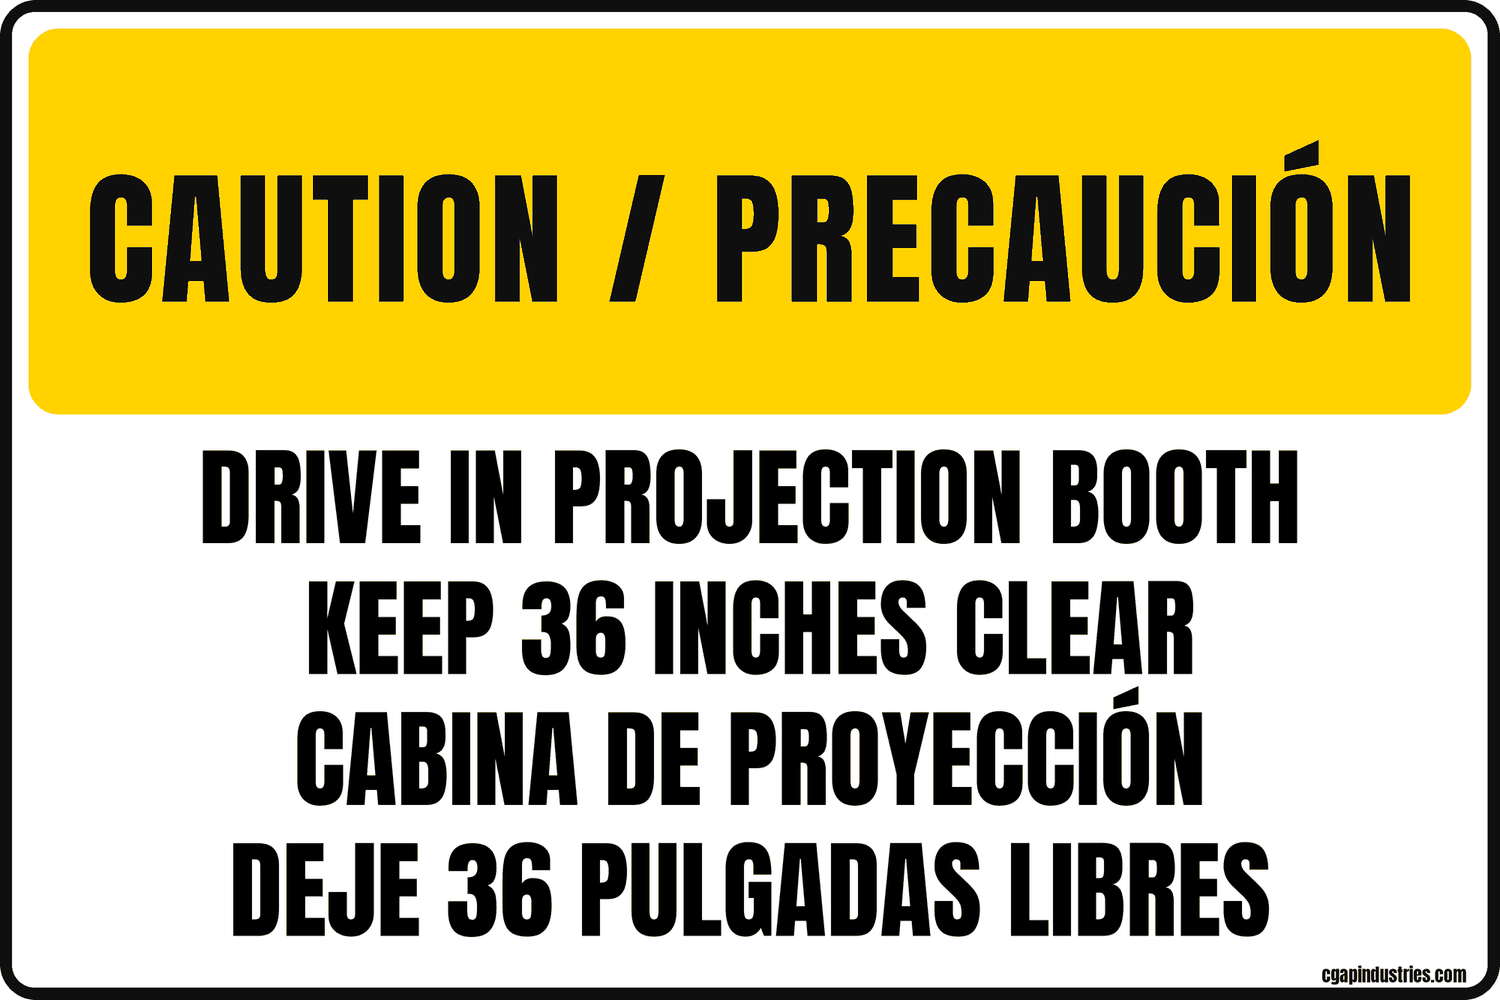 CAUTION / PRECAUCIÓN
DRIVE IN PROJECTION BOOTH
KEEP 36 INCHES CLEAR
CABINA DE PROYECCIÓN
DEJE 36 PULGADAS LIBRES
cgapindustries.com